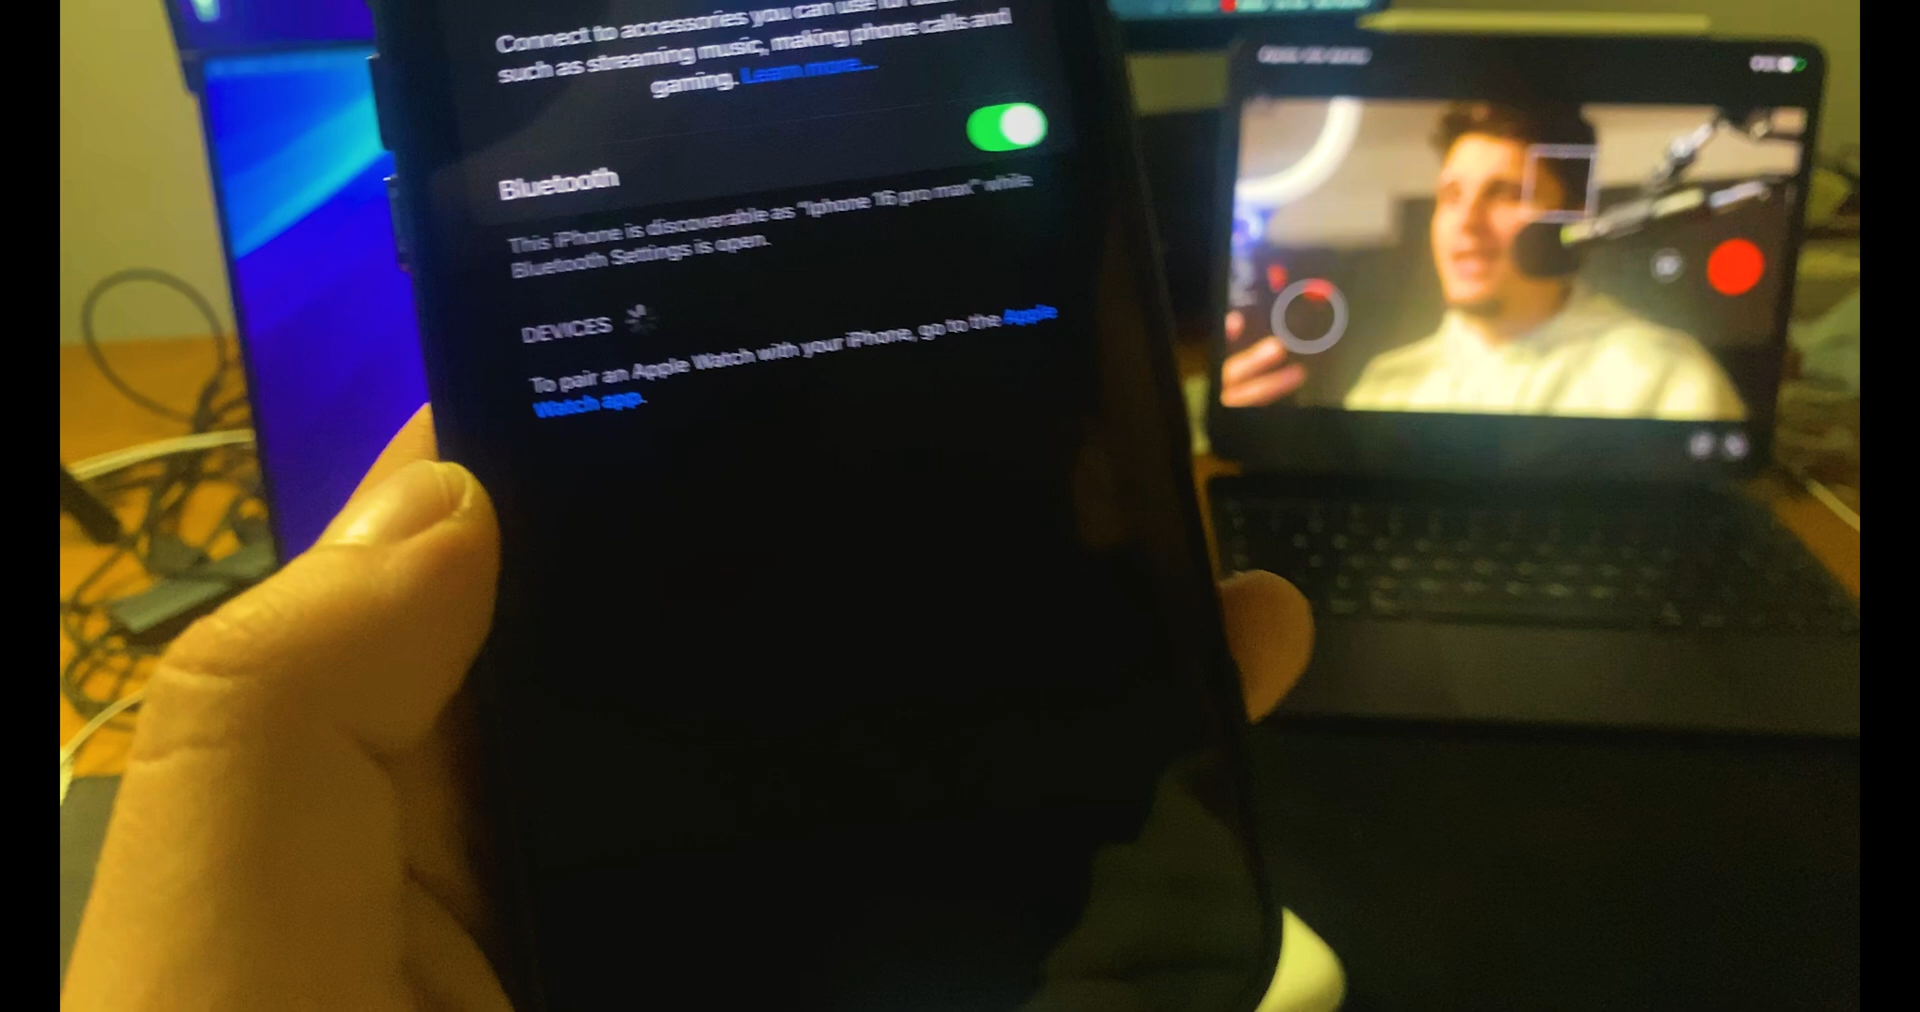 Connect to accessories you can use for
such as streaming music, making phone calls and
gaming. Learn more...
Bluetooth
This iPhone is discoverable as "Iphone 16 pro max" while
Bluetooth Settings is open.
DEVICES
To pair an Apple Watch with your iPhone, go to the Apple
Watch app.